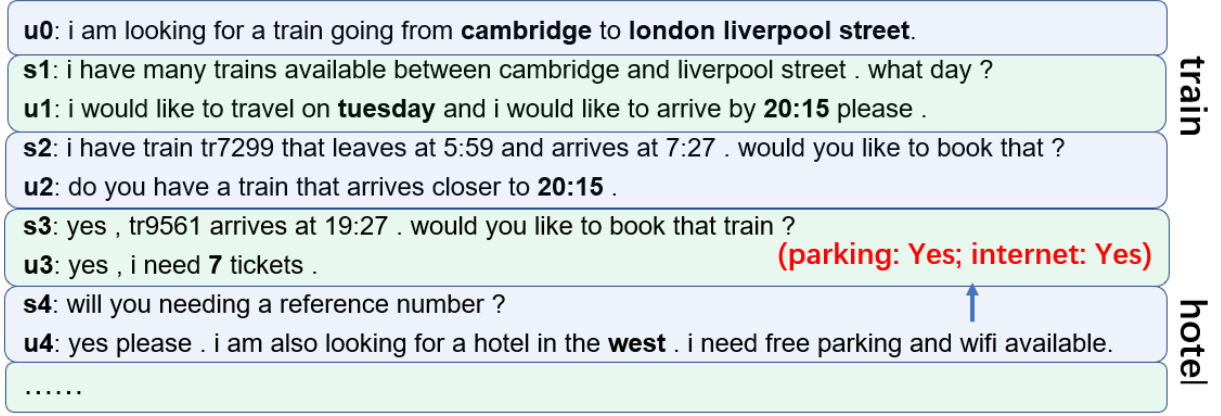 u0: i am looking for a train going from cambridge to london liverpool street.
s1: i have many trains available between cambridge and liverpool street . what day ?
u1: i would like to travel on tuesday and i would like to arrive by 20:15 please .
train
s2: i have train tr7299 that leaves at 5:59 and arrives at 7:27 . would you like to book that ?
u2: do you have a train that arrives closer to 20:15 .
s3: yes , tr9561 arrives at 19:27 . would you like to book that train ?
(parking: Yes; internet: Yes)
u3: yes , i need 7 tickets .
s4: will you needing a reference number ?
u4: yes please . i am also looking for a hotel in the west . i need free parking and wifi available.
hotel
......